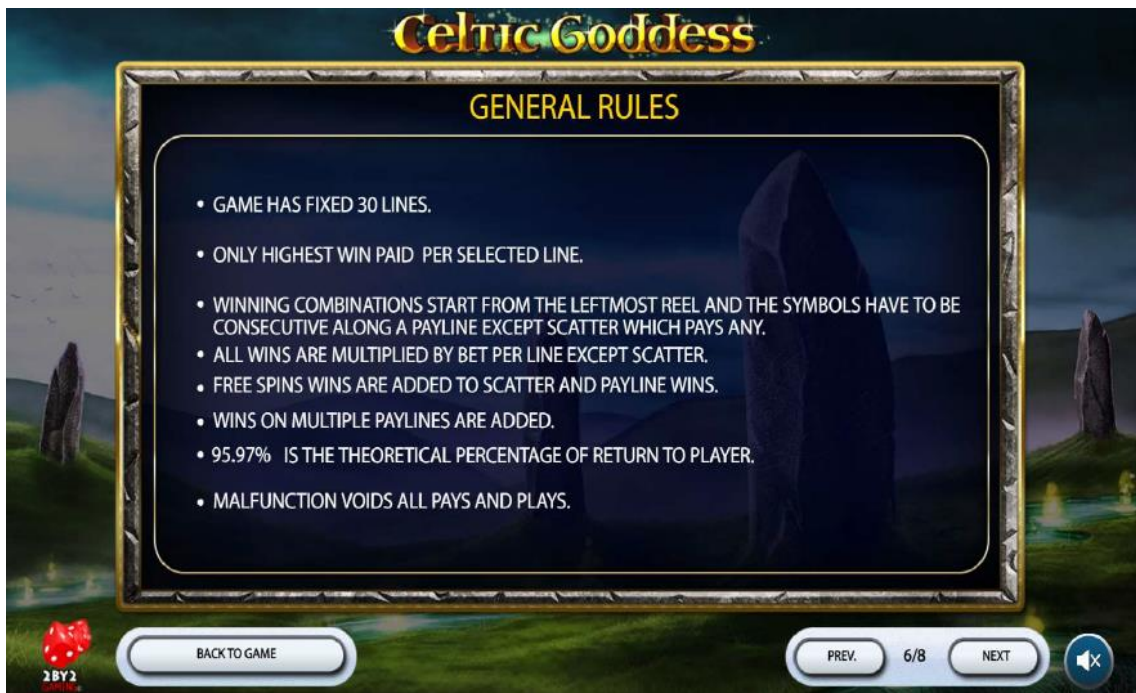 Celtic Goddess
GENERAL RULES
• GAME HAS FIXED 30 LINES.
• ONLY HIGHEST WIN PAID PER SELECTED LINE.
• WINNING COMBINATIONS START FROM THE LEFTMOST REEL AND THE SYMBOLS HAVE TO BE
CONSECUTIVE ALONG A PAYLINE EXCEPT SCATTER WHICH PAYS ANY.
• ALL WINS ARE MULTIPLIED BY BET PER LINE EXCEPT SCATTER.
• FREE SPINS WINS ARE ADDED TO SCATTER AND PAYLINE WINS.
• WINS ON MULTIPLE PAYLINES ARE ADDED.
• 95.97% IS THE THEORETICAL PERCENTAGE OF RETURN TO PLAYER.
• MALFUNCTION VOIDS ALL PAYS AND PLAYS.
2BY2
GAMING
BACK TO GAME
PREV.
6/8
NEXT